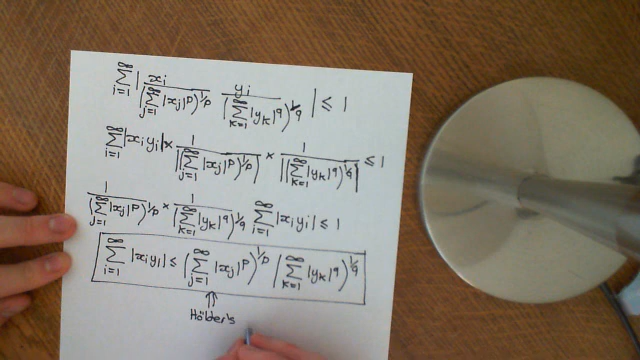 ∑_{i=1}^{∞} | x_i / (∑_{j=1}^{∞} |x_j|^p)^{1/p} y_i / (∑_{k=1}^{∞} |y_k|^q)^{1/q} | ≤ 1
∑_{i=1}^{∞} |x_i y_i| × 1 / |(∑_{j=1}^{∞} |x_j|^p)^{1/p}| × 1 / |(∑_{k=1}^{∞} |y_k|^q)^{1/q}| ≤ 1
1 / (∑_{j=1}^{∞} |x_j|^p)^{1/p} × 1 / (∑_{k=1}^{∞} |y_k|^q)^{1/q} ∑_{i=1}^{∞} |x_i y_i| ≤ 1
∑_{i=1}^{∞} |x_i y_i| ≤ (∑_{j=1}^{∞} |x_j|^p)^{1/p} (∑_{k=1}^{∞} |y_k|^q)^{1/q}
⇑
Hölder's